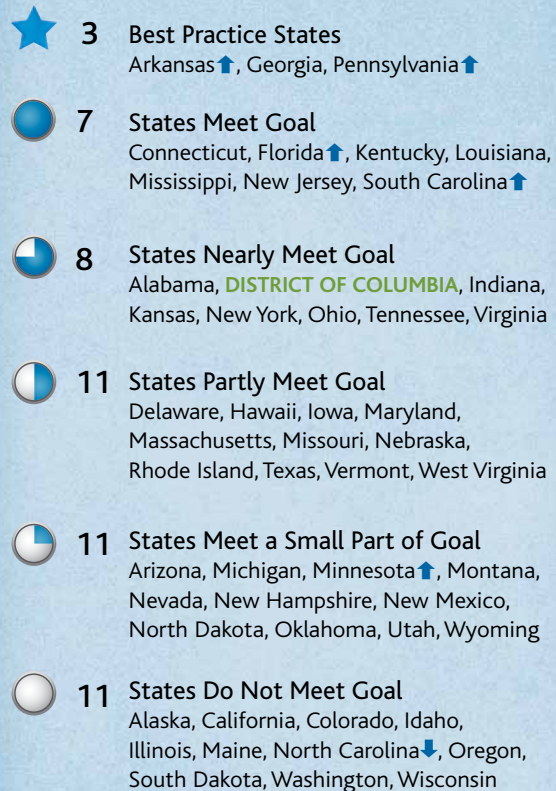 3 Best Practice States
Arkansas⬆, Georgia, Pennsylvania⬆
7 States Meet Goal
Connecticut, Florida⬆, Kentucky, Louisiana,
Mississippi, New Jersey, South Carolina⬆
8 States Nearly Meet Goal
Alabama, DISTRICT OF COLUMBIA, Indiana,
Kansas, New York, Ohio, Tennessee, Virginia
11 States Partly Meet Goal
Delaware, Hawaii, Iowa, Maryland,
Massachusetts, Missouri, Nebraska,
Rhode Island, Texas, Vermont, West Virginia
11 States Meet a Small Part of Goal
Arizona, Michigan, Minnesota⬆, Montana,
Nevada, New Hampshire, New Mexico,
North Dakota, Oklahoma, Utah, Wyoming
11 States Do Not Meet Goal
Alaska, California, Colorado, Idaho,
Illinois, Maine, North Carolina⬇, Oregon,
South Dakota, Washington, Wisconsin